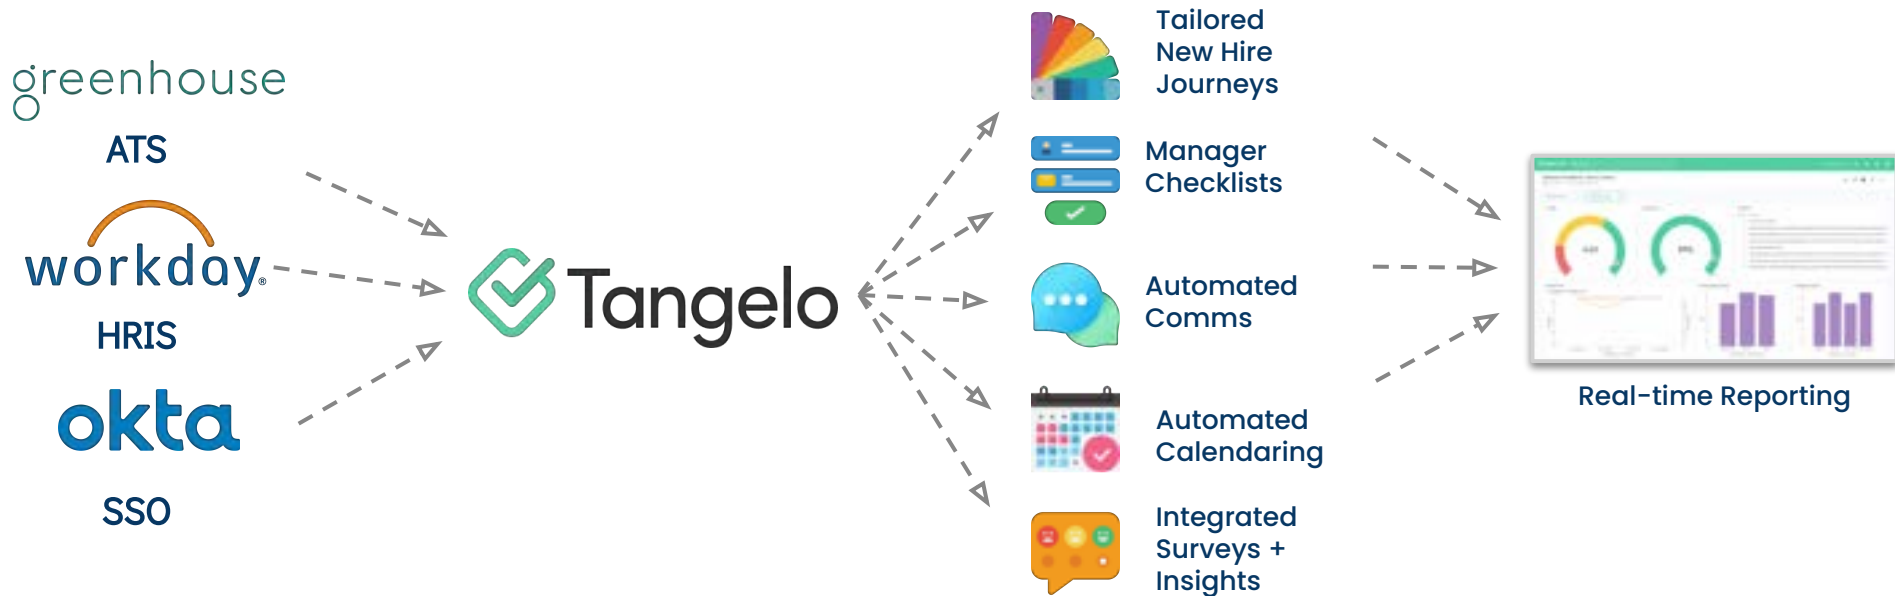 greenhouse
ATS
workday®
HRIS
okta
SSO
Tangelo
Tailored
New Hire
Journeys
Manager
Checklists
Automated
Comms
Automated
Calendaring
Integrated
Surveys +
Insights
Real-time Reporting